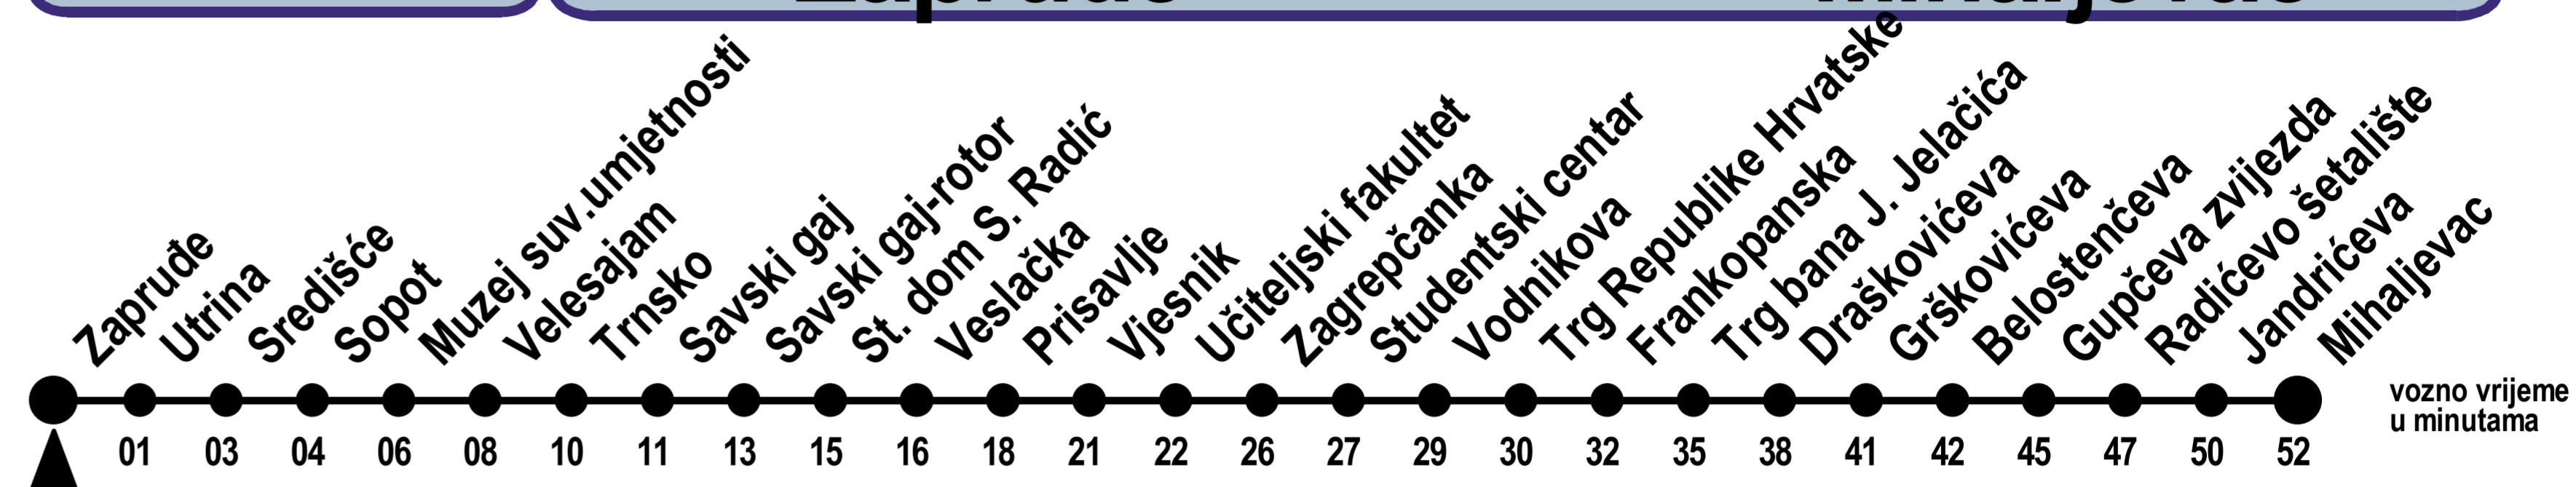 Zapruđe
Utrina
Središće
Sopot
Muzej suv.umjetnosti
Velesajam
Trnsko
Savski gaj
Savski gaj-rotor
St. dom S. Radić
Veslačka
Prisavlje
Vjesnik
Učiteljski fakultet
Zagrepčanka
Studentski centar
Vodnikova
Trg Republike Hrvatske
Frankopanska
Trg bana J. Jelačića
Draškovićeva
Grškovićeva
Belostenčeva
Gupčeva zvijezda
Radićevo šetalište
Jandrićeva
Mihaljevac
01 03 04 06 08 10 11 13 15 16 18 21 22 26 27 29 30 32 35 38 41 42 45 47 50 52
vozno vrijeme
u minutama